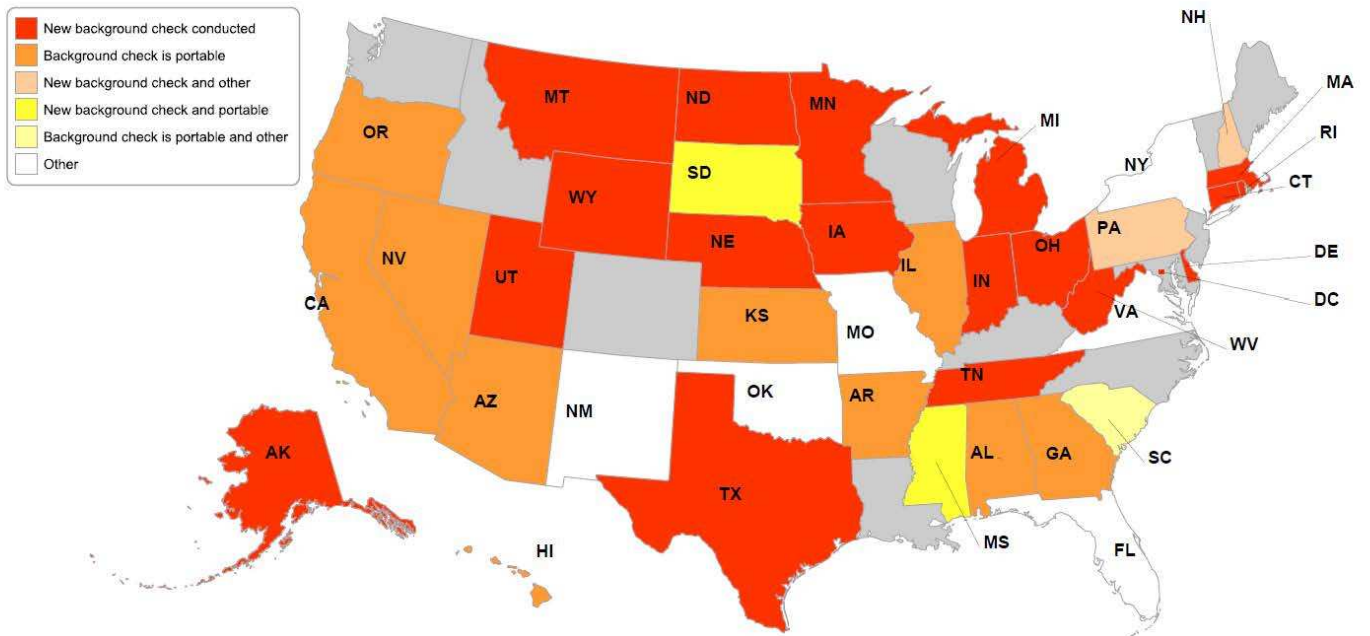 New background check conducted
Background check is portable
New background check and other
New background check and portable
Background check is portable and other
Other
NH
MA
MT
ND
MN
MI
RI
OR
NY
CT
SD
WY
PA
IA
NE
OH
DE
NV
IL
IN
UT
DC
CA
VA
KS
MO
WV
TN
OK
AR
AZ
NM
AK
AL
GA
SC
TX
MS
HI
FL